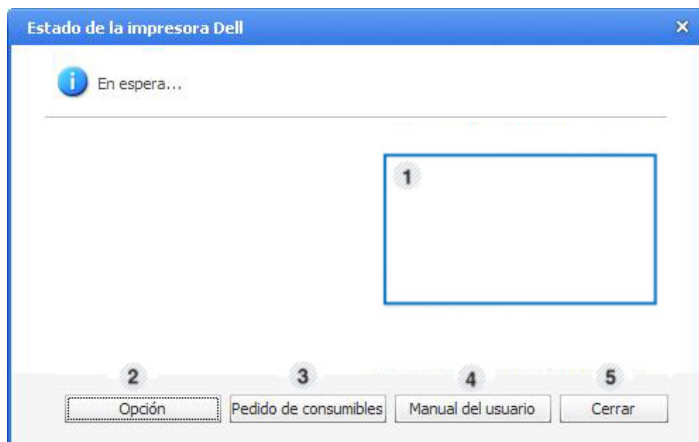 Estado de la impresora Dell
En espera...
1
2 3 4 5
Opción Pedido de consumibles Manual del usuario Cerrar